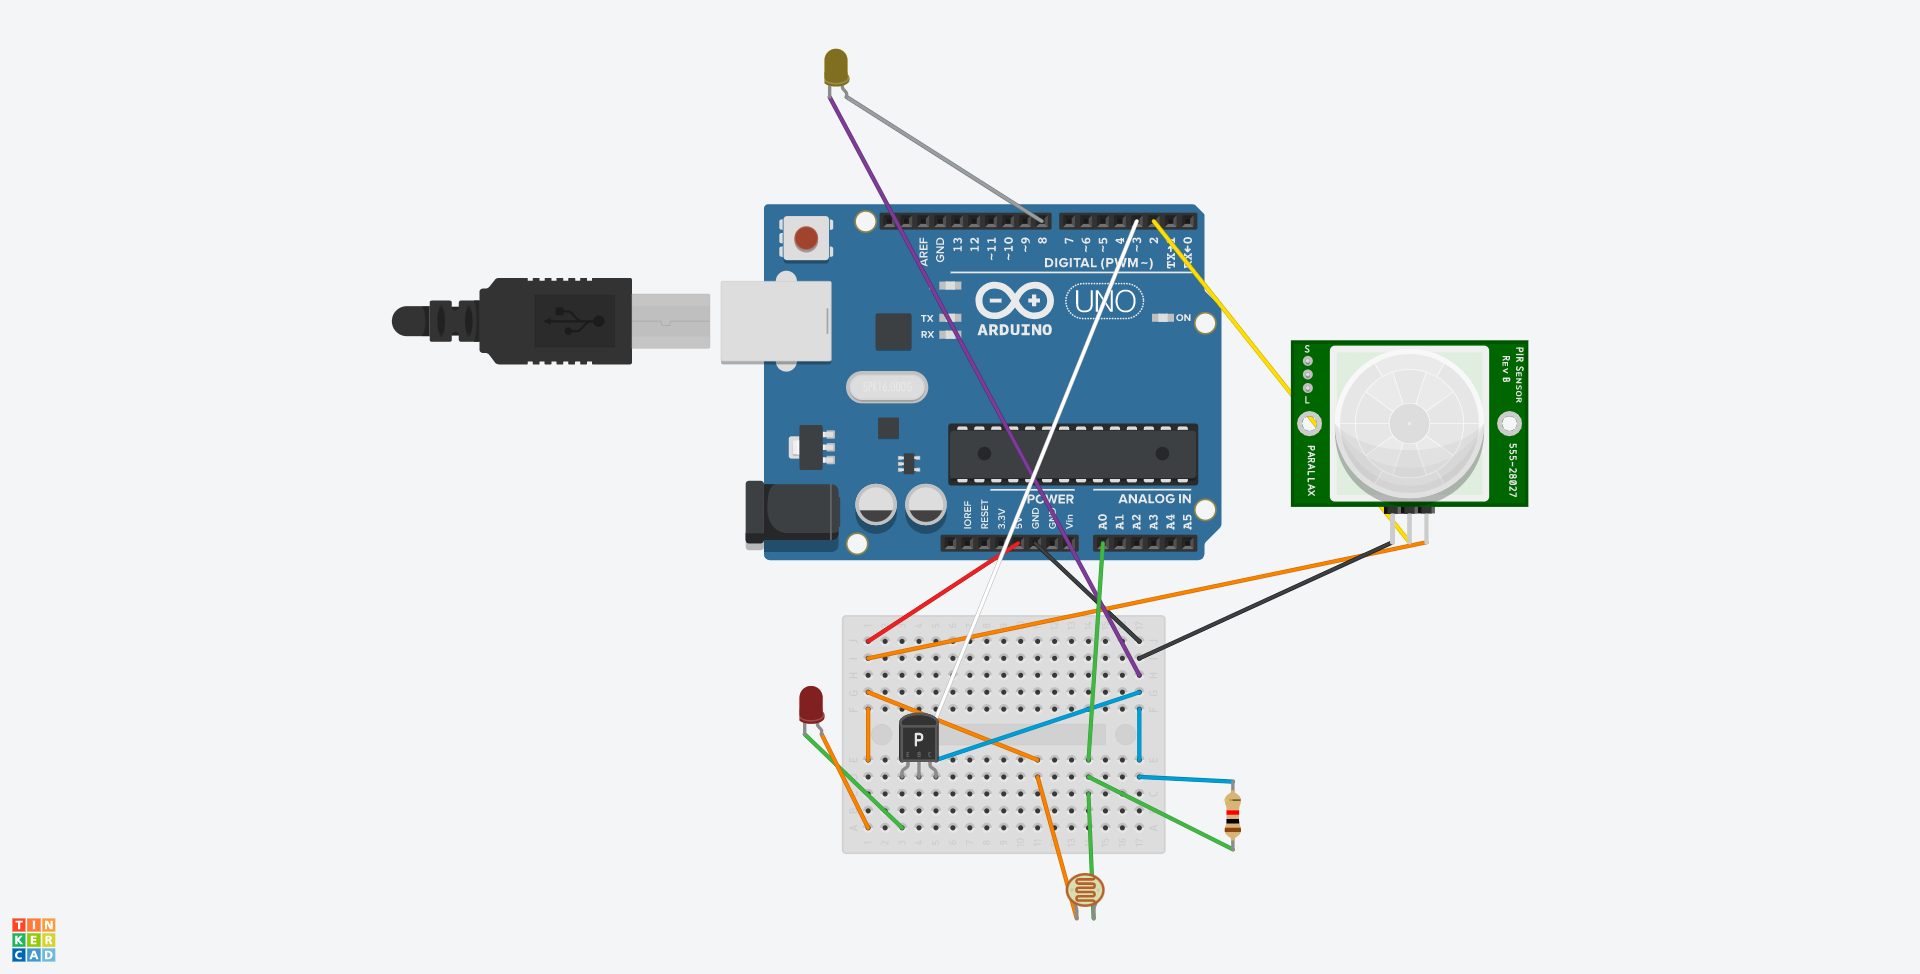 AREF
GND
13
12
~11
~10
~9
8
7
~6
~5
4
~3
2
TX→1
RX←0
DIGITAL (PWM~)
UNO
ARDUINO
TX
RX
ON
SPK16.000G
IOREF
RESET
3.3V
5V
GND
GND
Vin
POWER
ANALOG IN
A0
A1
A2
A3
A4
A5
S
L
PARALLAX
PIR SENSOR
REV B
555-28027
P
TIN
KER
CAD